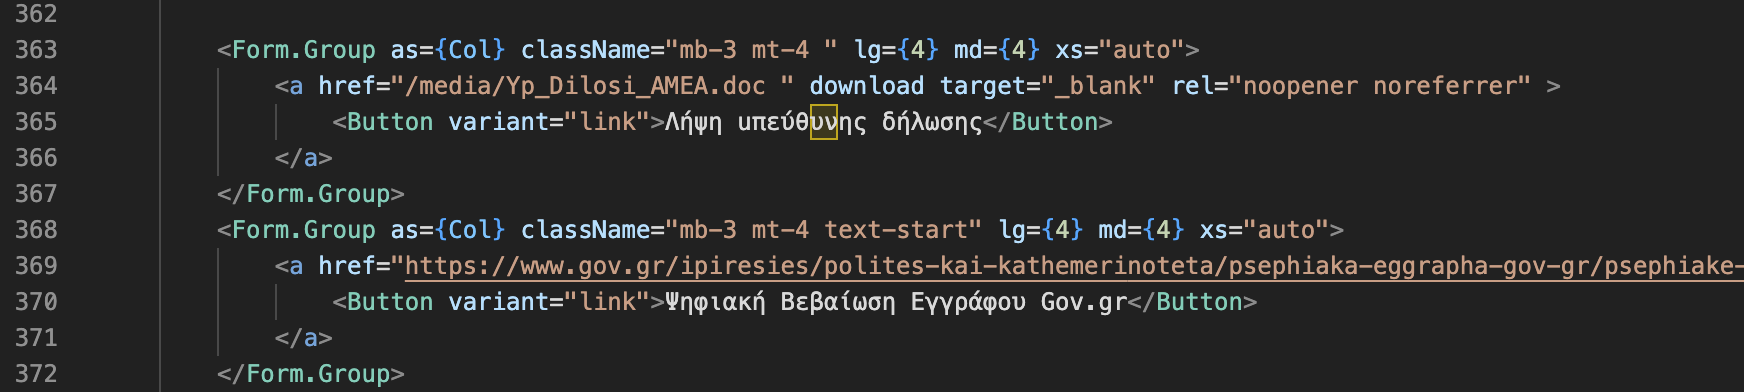 362
363 <Form.Group as={Col} className="mb-3 mt-4 " lg={4} md={4} xs="auto">
364 <a href="/media/Yp_Dilosi_AMEA.doc " download target="_blank" rel="noopener noreferrer" >
365 <Button variant="link">Λήψη uπεύθυνης δήλωσης</Button>
366 </a>
367 </Form.Group>
368 <Form.Group as={Col} className="mb-3 mt-4 text-start" lg={4} md={4} xs="auto">
369 <a href="https://www.gov.gr/ipiresies/polites-kai-kathemerinoteta/psephiaka-eggrapha-gov-gr/psephiake-
370 <Button variant="link">Ψηφιακή Βεβαίωση Εγγράφου Gov.gr</Button>
371 </a>
372 </Form.Group>